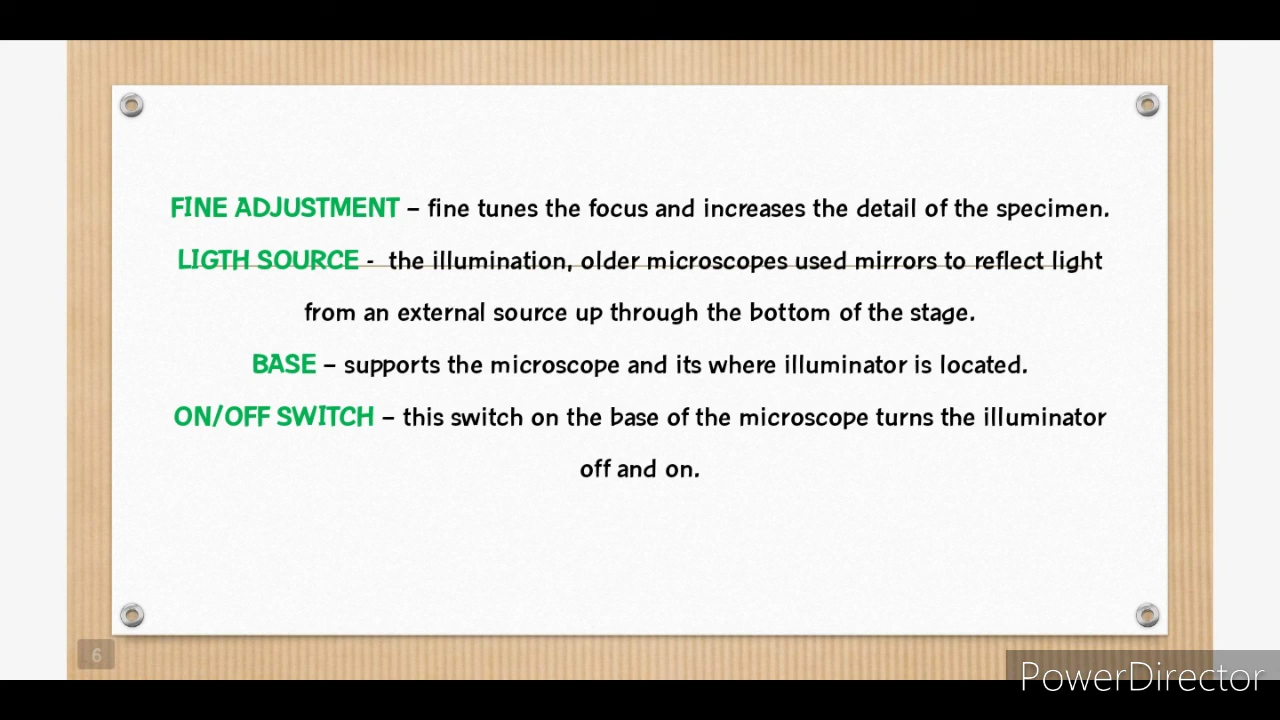 FINE ADJUSTMENT – fine tunes the focus and increases the detail of the specimen.
LIGTH SOURCE - the illumination, older microscopes used mirrors to reflect light
from an external source up through the bottom of the stage.
BASE – supports the microscope and its where illuminator is located.
ON/OFF SWITCH – this switch on the base of the microscope turns the illuminator
off and on.
6
PowerDirector